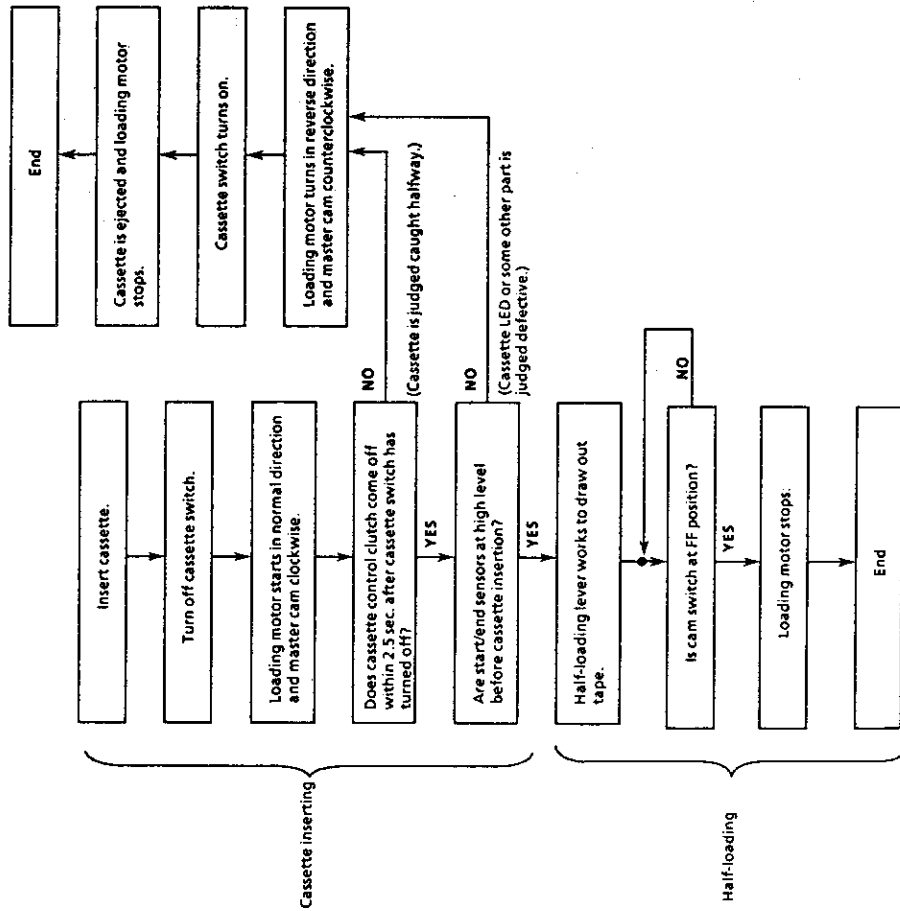 Cassette inserting
Insert cassette.
Turn off cassette switch.
Loading motor starts in normal direction
and master cam clockwise.
Does cassette control clutch come off
within 2.5 sec. after cassette switch has
turned off?
NO
(Cassette is judged caught halfway.)
YES
Are start/end sensors at high level
before cassette insertion?
NO
(Cassette LED or some other part is
judged defective.)
YES
Half-loading
Half-loading lever works to draw out
tape.
Is cam switch at FF position?
NO
YES
Loading motor stops.
End
Loading motor turns in reverse direction
and master cam counterclockwise.
Cassette switch turns on.
Cassette is ejected and loading motor
stops.
End